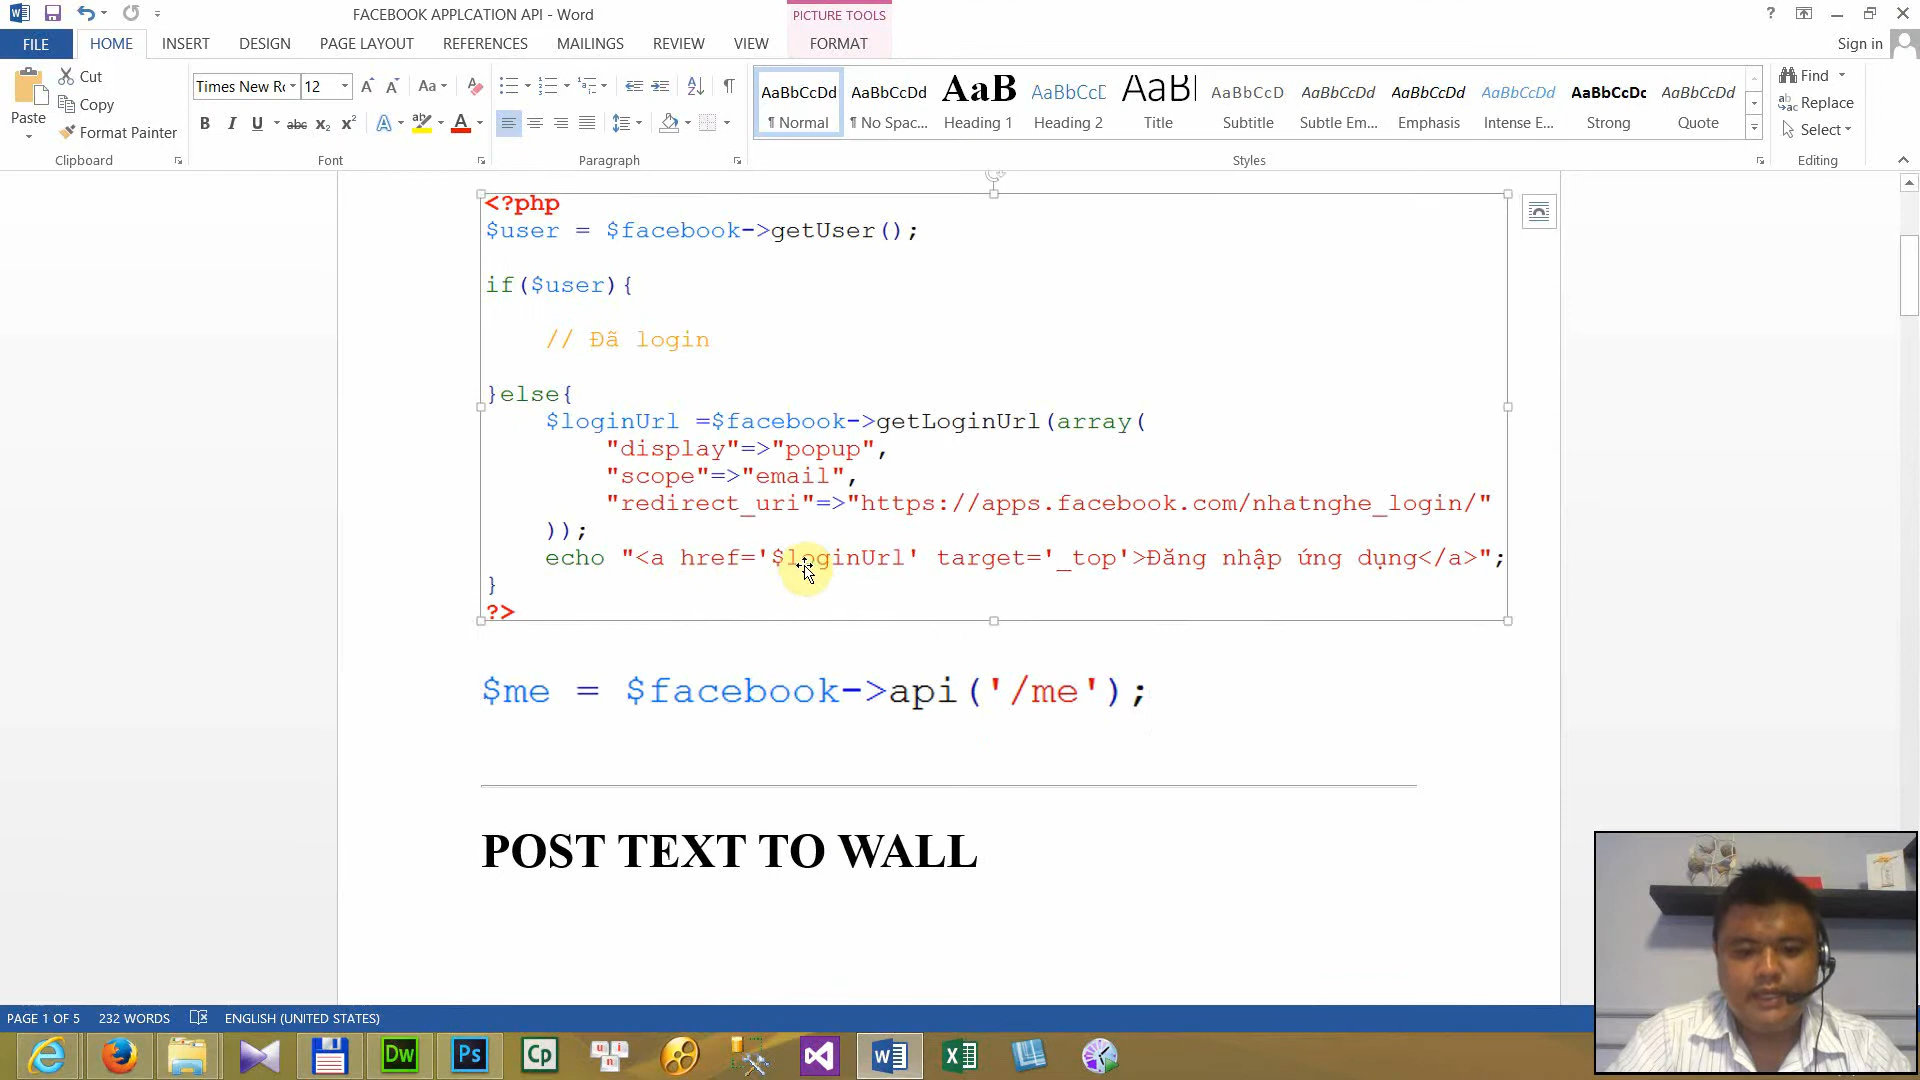 FACEBOOK APPLCATION API - Word
PICTURE TOOLS
FILE
HOME
INSERT
DESIGN
PAGE LAYOUT
REFERENCES
MAILINGS
REVIEW
VIEW
FORMAT
Sign in
Paste
Cut
Copy
Format Painter
Clipboard
Times New Ro
12
Font
Paragraph
AaBbCcDd
¶ Normal
AaBbCcDd
¶ No Spac...
AaB
Heading 1
AaBbCcD
Heading 2
AaBl
Title
AaBbCcD
Subtitle
AaBbCcDd
Subtle Em...
AaBbCcDd
Emphasis
AaBbCcDd
Intense E...
AaBbCcDc
Strong
AaBbCcDd
Quote
Styles
Find
Replace
Select
Editing
<?php
$user = $facebook->getUser();
if($user){
// Đã login
}else{
$loginUrl =$facebook->getLoginUrl(array(
"display"=>"popup",
"scope"=>"email",
"redirect_uri"=>"https://apps.facebook.com/nhatnghe_login/"
));
echo "<a href='$loginUrl' target='_top'>Đăng nhập ứng dụng</a>";
}
?>
$me = $facebook->api('/me');
POST TEXT TO WALL
PAGE 1 OF 5
232 WORDS
ENGLISH (UNITED STATES)